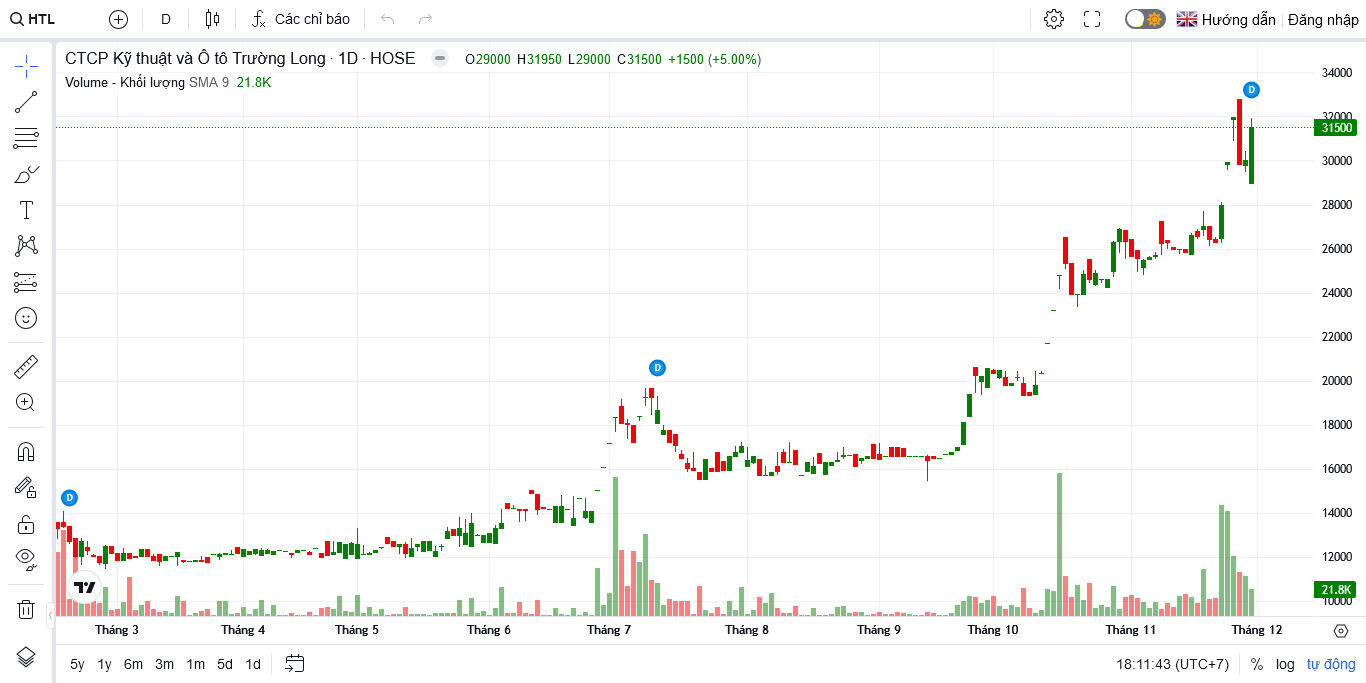 HTL D Các chỉ báo Hướng dẫn Đăng nhập
CTCP Kỹ thuật và Ô tô Trường Long · 1D · HOSE O29000 H31950 L29000 C31500 +1500 (+5.00%)
Volume - Khối lượng SMA 9 21.8K
34000
D
32000
31500
30000
28000
26000
24000
22000
20000
D
18000
16000
14000
D
12000
21.8K
10000
Tháng 3 Tháng 4 Tháng 5 Tháng 6 Tháng 7 Tháng 8 Tháng 9 Tháng 10 Tháng 11 Tháng 12
5y 1y 6m 3m 1m 5d 1d 18:11:43 (UTC+7) % log tự động